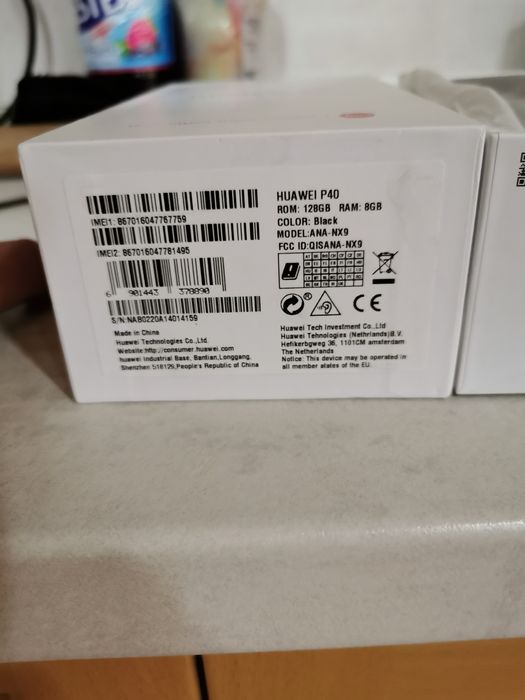 IMEI1: 867016047767759
IMEI2: 867016047781495
6 901443 378890
S/N:NAB0220A14014159
Made in China
Huawei Technologies Co.,Ltd
Website:http://consumer.huawei.com
huawei Industrial Base, Bantian,Longgang,
Shenzhen 518129,People's Republic of China
HUAWEI P40
ROM: 128GB RAM: 8GB
COLOR: Black
MODEL:ANA-NX9
FCC ID:QISANA-NX9
CE
Huawei Tech Investment Co.,Ltd
Huawei Tehnologies (Nethrlands)B.V.
Hefikerbgweg 36, 1101CM amsterdam
The Netherlands
Notice: This device may be operated in
all member alates of the EU.